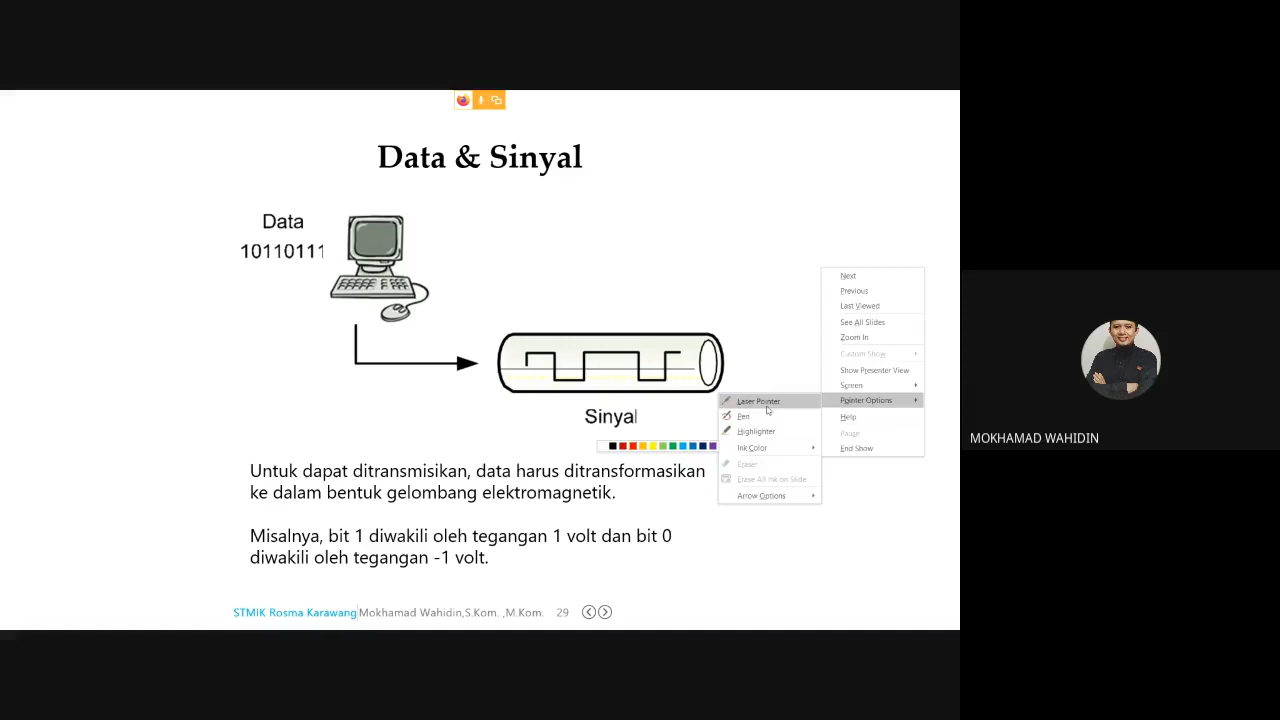 Data & Sinyal
Data
10110111
Sinyal
Untuk dapat ditransmisikan, data harus ditransformasikan
ke dalam bentuk gelombang elektromagnetik.
Misalnya, bit 1 diwakili oleh tegangan 1 volt dan bit 0
diwakili oleh tegangan -1 volt.
STMIK Rosma Karawang|Mokhamad Wahidin,S.Kom. ,M.Kom. 29
Next
Previous
Last Viewed
See All Slides
Zoom In
Custom Show
Show Presenter View
Screen
Pointer Options
Help
Pause
End Show
Laser Pointer
Pen
Highlighter
Ink Color
Eraser
Erase All Ink on Slide
Arrow Options
MOKHAMAD WAHIDIN